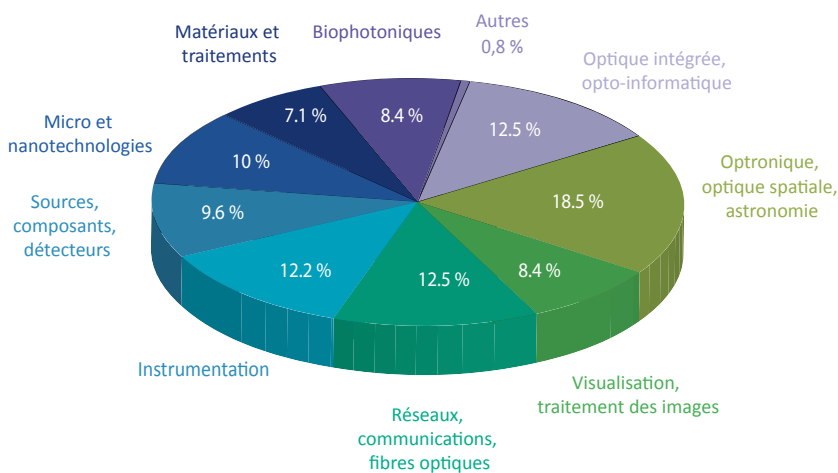 Autres
0,8 %
Matériaux et
traitements
Biophotoniques
Optique intégrée,
opto-informatique
7.1 %
8.4 %
12.5 %
Micro et
nanotechnologies
10 %
Optronique,
optique spatiale,
astronomie
18.5 %
Sources,
composants,
détecteurs
9.6 %
12.2 %
12.5 %
8.4 %
Instrumentation
Visualisation,
traitement des images
Réseaux,
communications,
fibres optiques